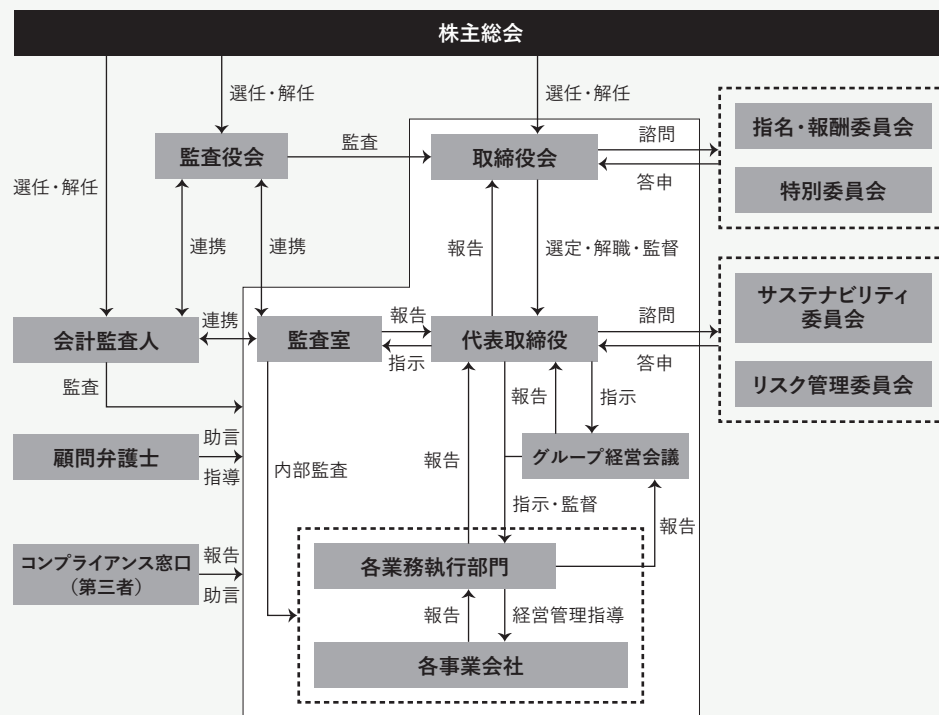 株主総会
選任・解任
選任・解任
選任・解任
監査役会
監査
取締役会
諮問
答申
指名・報酬委員会
特別委員会
連携
連携
報告
選定・解職・監督
サステナビリティ
委員会
リスク管理委員会
会計監査人
連携
監査室
報告
指示
代表取締役
諮問
答申
監査
報告
指示
顧問弁護士
助言
指導
内部監査
報告
グループ経営会議
指示・監督
報告
コンプライアンス窓口
（第三者）
報告
助言
各業務執行部門
報告
経営管理指導
各事業会社